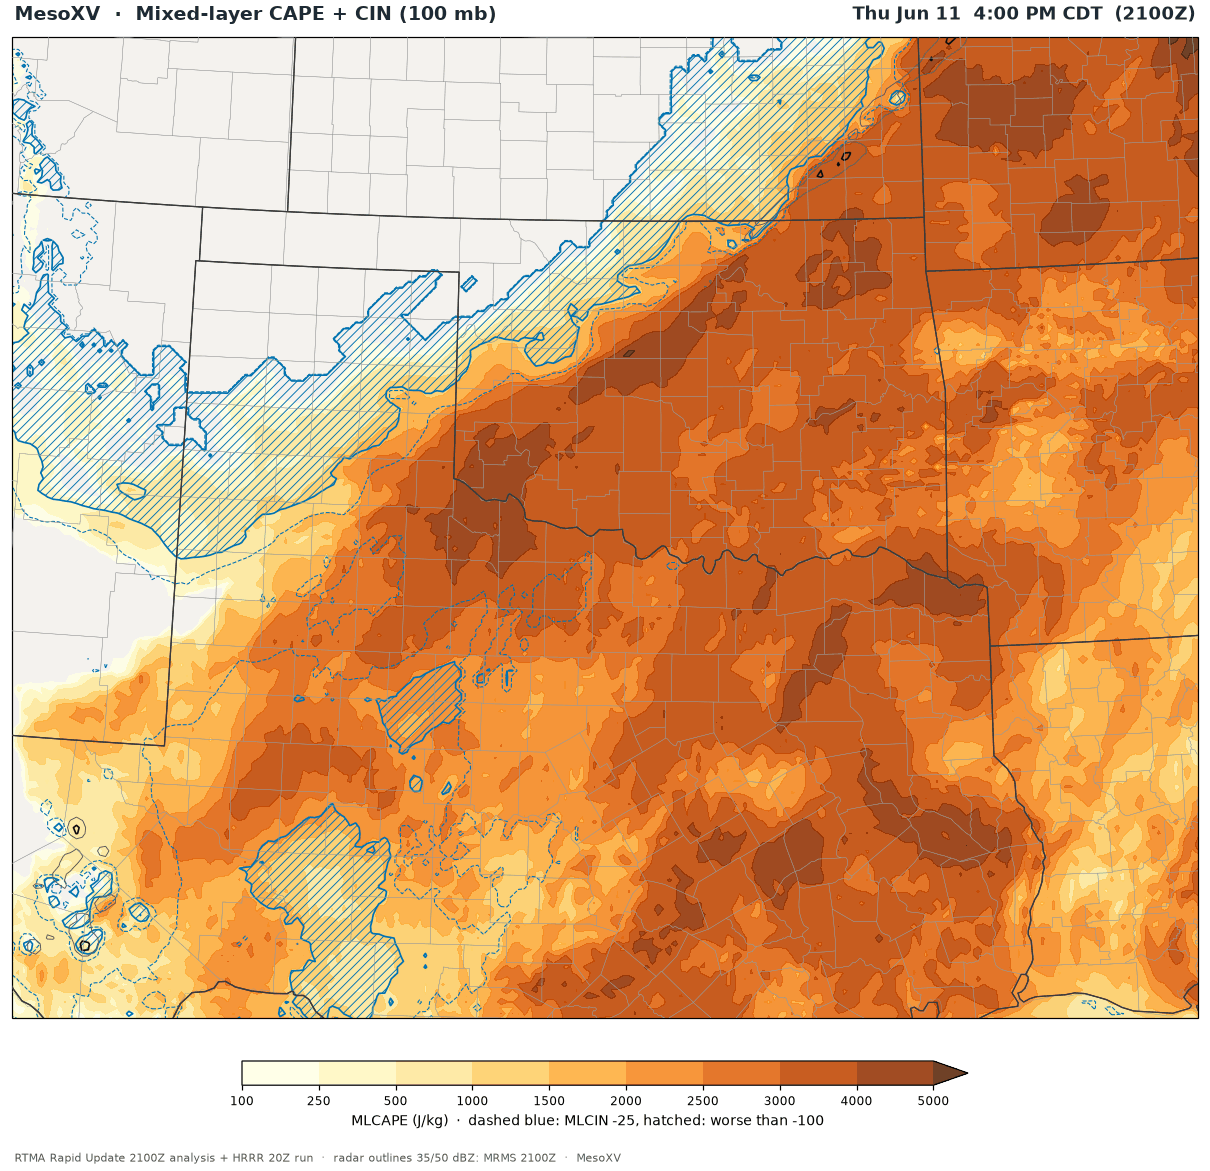 MesoXV · Mixed-layer CAPE + CIN (100 mb)
Thu Jun 11 4:00 PM CDT (2100Z)
100 250 500 1000 1500 2000 2500 3000 4000 5000
MLCAPE (J/kg) · dashed blue: MLCIN -25, hatched: worse than -100
RTMA Rapid Update 2100Z analysis + HRRR 20Z run · radar outlines 35/50 dBZ: MRMS 2100Z · MesoXV